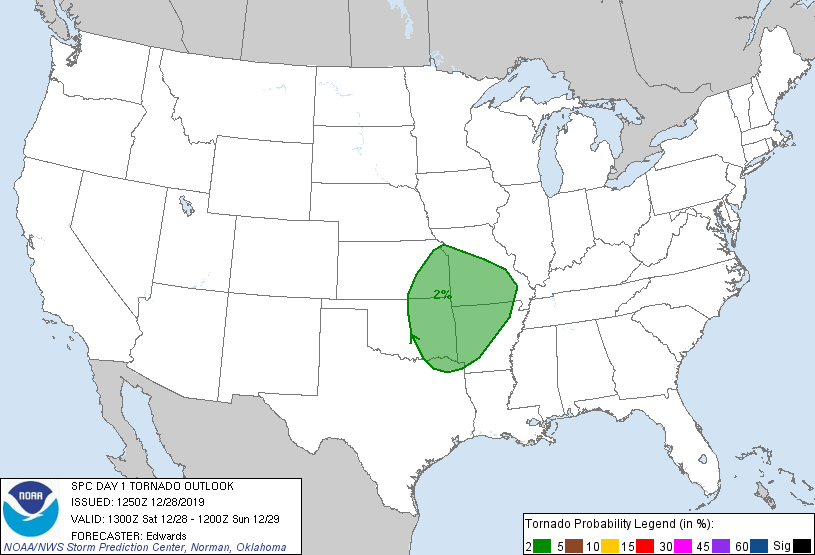 2%
NOAA
SPC DAY 1 TORNADO OUTLOOK
ISSUED: 1250Z 12/28/2019
VALID: 1300Z Sat 12/28 - 1200Z Sun 12/29
FORECASTER: Edwards
NOAA/NWS Storm Prediction Center, Norman, Oklahoma
Tornado Probability Legend (in %):
2 5 10 15 30 45 60 Sig